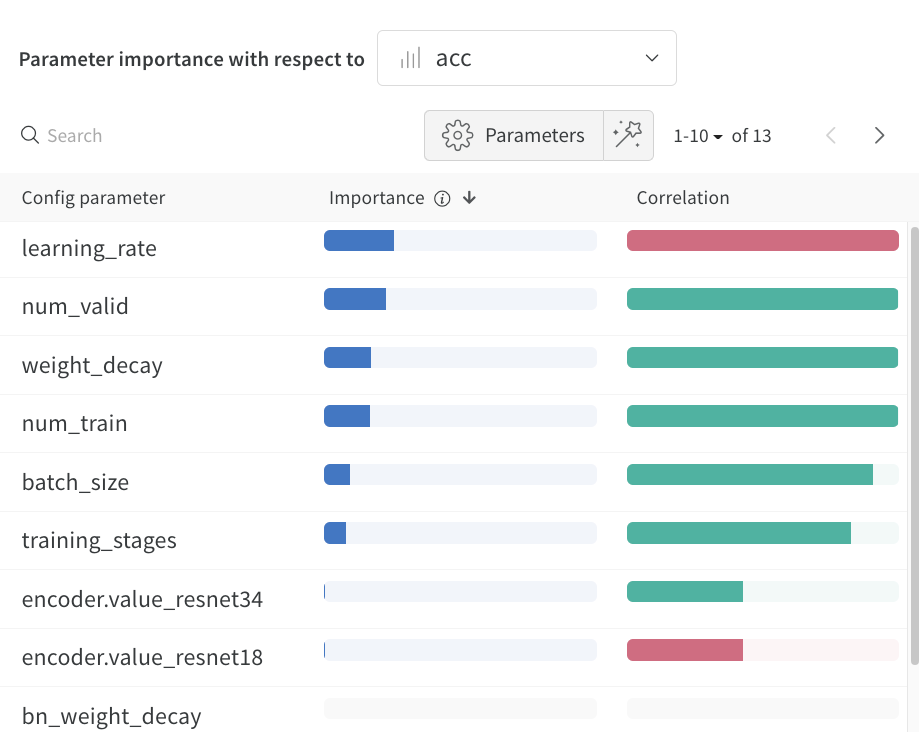 Parameter importance with respect to acc
Search Parameters 1-10 of 13
Config parameter Importance Correlation
learning_rate
num_valid
weight_decay
num_train
batch_size
training_stages
encoder.value_resnet34
encoder.value_resnet18
bn_weight_decay